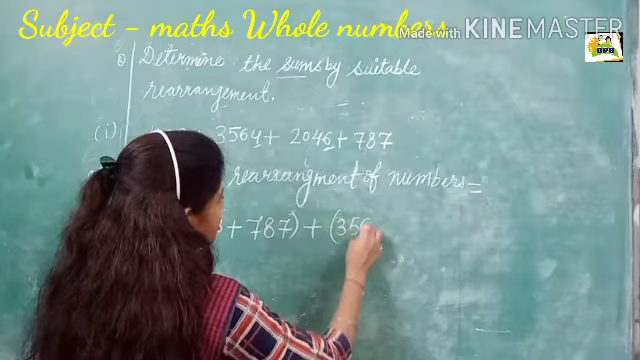 Subject - maths Whole numbers
Made with KINEMASTER
Determine the sums by suitable
rearrangement.
(i) 3564 + 2046 + 787
rearrangment of numbers =
+ 787) + (356